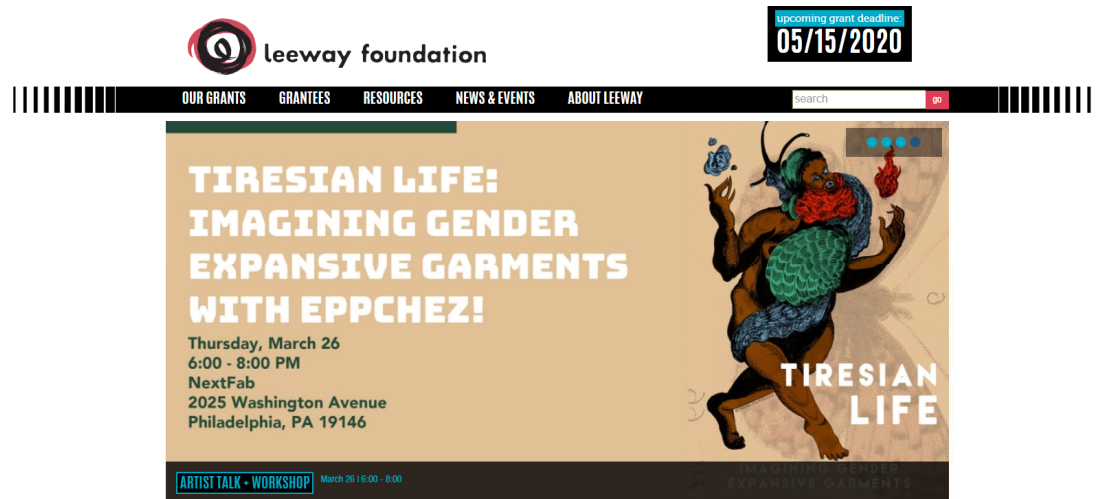 leeway foundation
upcoming grant deadline:
05/15/2020
OUR GRANTS GRANTEES RESOURCES NEWS & EVENTS ABOUT LEEWAY search go
TIRESIAN LIFE:
IMAGINING GENDER
EXPANSIVE GARMENTS
WITH EPPCHEZ!
Thursday, March 26
6:00 - 8:00 PM
NextFab
2025 Washington Avenue
Philadelphia, PA 19146
TIRESIAN
LIFE
IMAGINING GENDER
EXPANSIVE GARMENTS
ARTIST TALK + WORKSHOP March 26 | 6:00 - 8:00